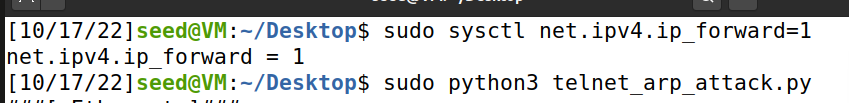 [10/17/22]seed@VM:~/Desktop$ sudo sysctl net.ipv4.ip_forward=1
net.ipv4.ip_forward = 1
[10/17/22]seed@VM:~/Desktop$ sudo python3 telnet_arp_attack.py